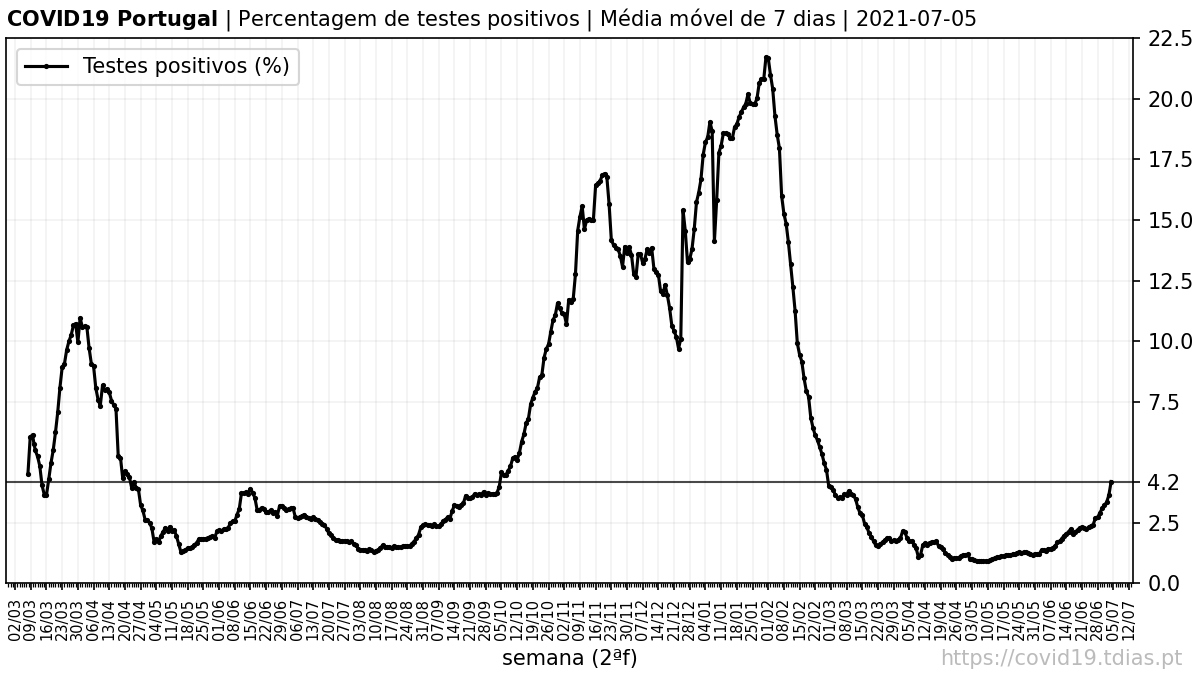 COVID19 Portugal | Percentagem de testes positivos | Média móvel de 7 dias | 2021-07-05
Testes positivos (%)
22.5
20.0
17.5
15.0
12.5
10.0
7.5
4.2
2.5
0.0
02/03 09/03 16/03 23/03 30/03 06/04 13/04 20/04 27/04 04/05 11/05 18/05 25/05 01/06 08/06 15/06 22/06 29/06 06/07 13/07 20/07 27/07 03/08 10/08 17/08 24/08 31/08 07/09 14/09 21/09 28/09 05/10 12/10 19/10 26/10 02/11 09/11 16/11 23/11 30/11 07/12 14/12 21/12 28/12 04/01 11/01 18/01 25/01 01/02 08/02 15/02 22/02 01/03 08/03 15/03 22/03 29/03 05/04 12/04 19/04 26/04 03/05 10/05 17/05 24/05 31/05 07/06 14/06 21/06 28/06 05/07 12/07
semana (2ªf)
https://covid19.tdias.pt